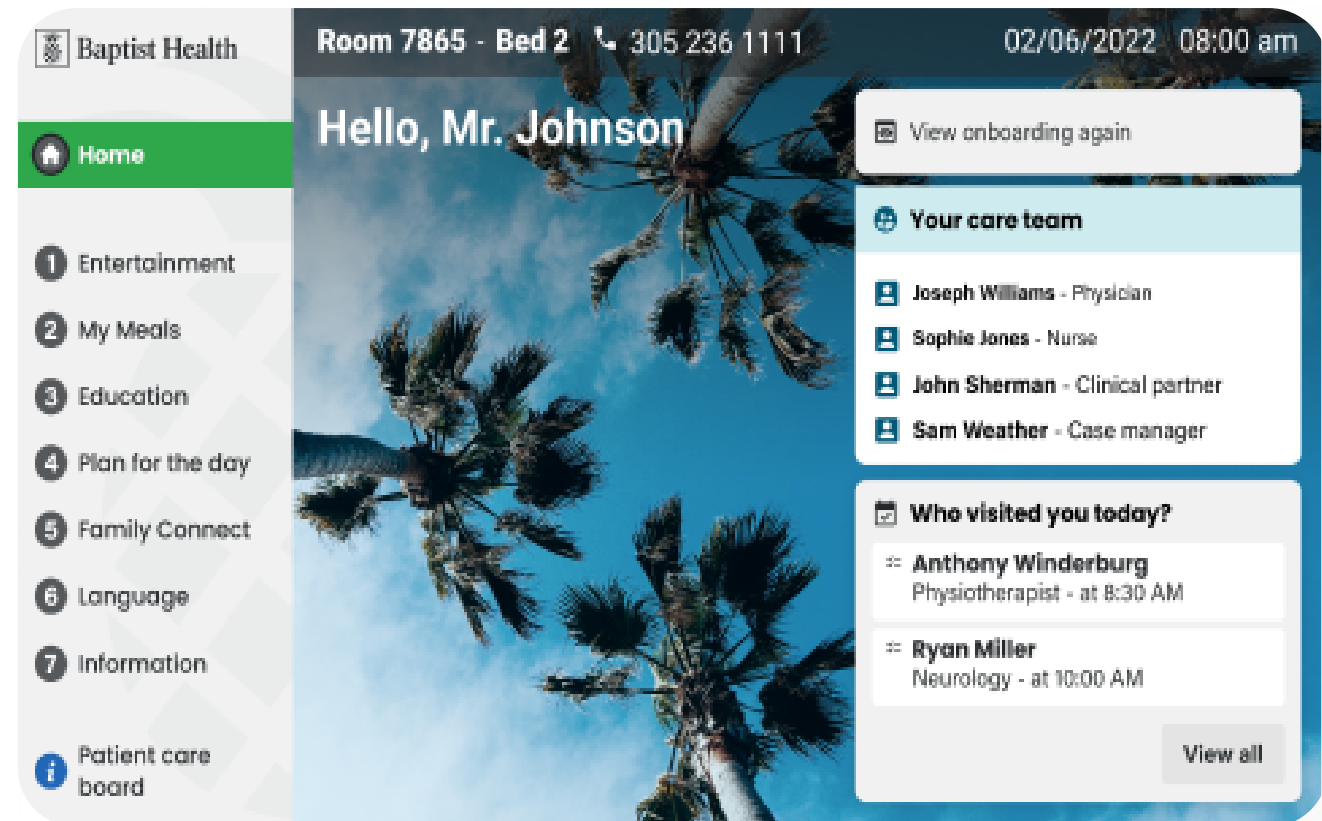 Baptist Health
Room 7865 - Bed 2 305 236 1111
02/06/2022 08:00 am
Home
1 Entertainment
2 My Meals
3 Education
4 Plan for the day
5 Family Connect
6 Language
7 Information
i Patient care
board
Hello, Mr. Johnson
View onboarding again
Your care team
Joseph Williams - Physician
Sophie Jones - Nurse
John Sherman - Clinical partner
Sam Weather - Case manager
Who visited you today?
Anthony Winderburg
Physiotherapist - at 8:30 AM
Ryan Miller
Neurology - at 10:00 AM
View all